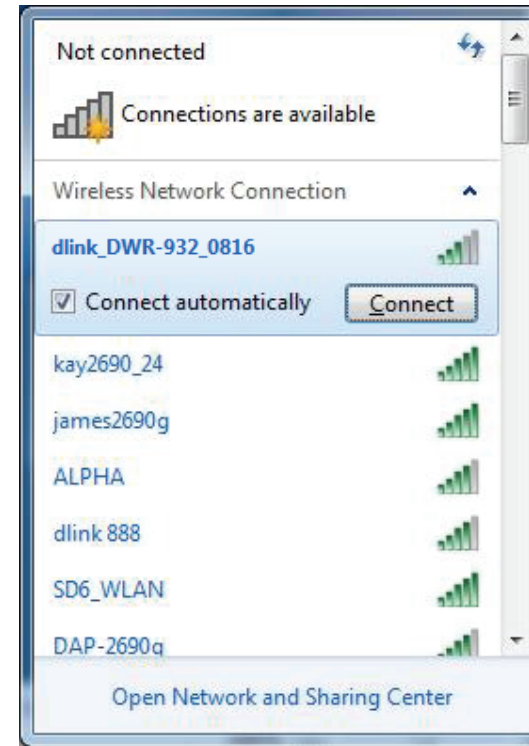 Not connected
Connections are available
Wireless Network Connection
dlink_DWR-932_0816
Connect automatically Connect
kay2690_24
james2690g
ALPHA
dlink 888
SD6_WLAN
DAP-2690g
Open Network and Sharing Center